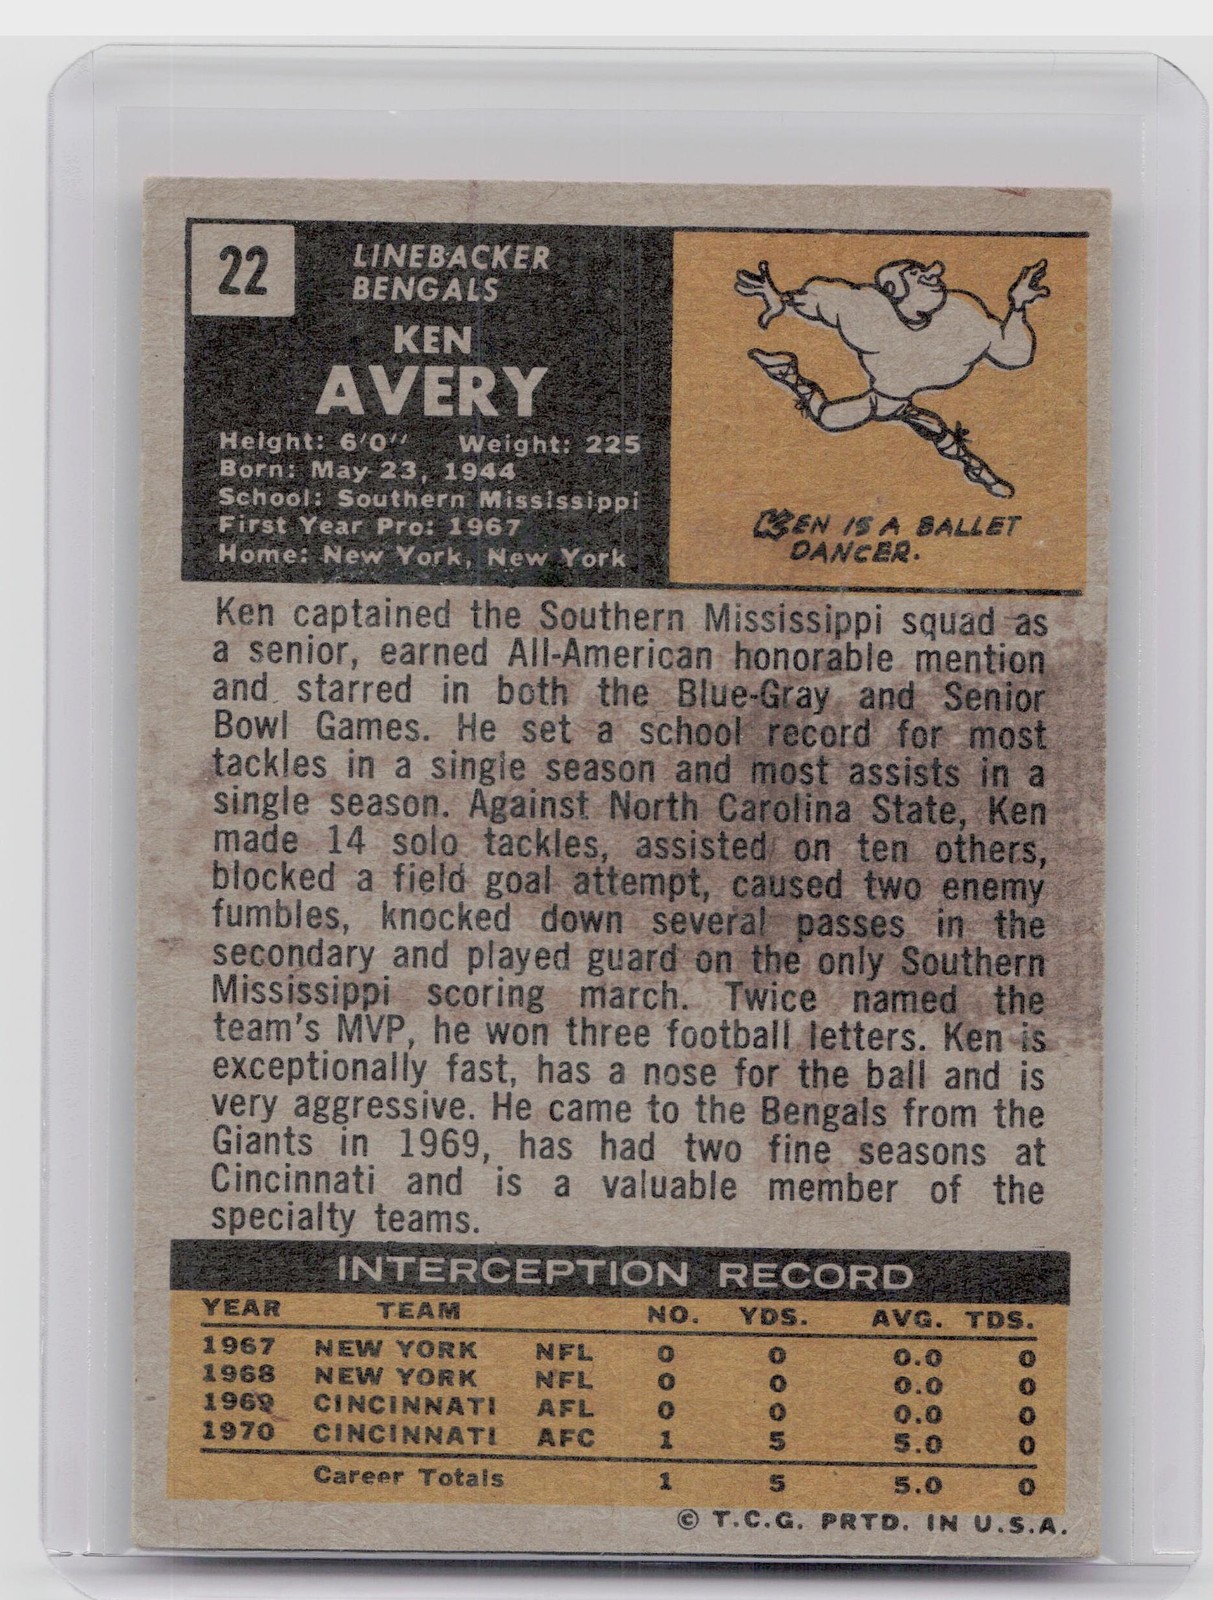 22
LINEBACKER
BENGALS
KEN
AVERY
Height: 6'0'' Weight: 225
Born: May 23, 1944
School: Southern Mississippi
First Year Pro: 1967
Home: New York, New York
KEN IS A BALLET
DANCER.
Ken captained the Southern Mississippi squad as
a senior, earned All-American honorable mention
and starred in both the Blue-Gray and Senior
Bowl Games. He set a school record for most
tackles in a single season and most assists in a
single season. Against North Carolina State, Ken
made 14 solo tackles, assisted on ten others,
blocked a field goal attempt, caused two enemy
fumbles, knocked down several passes in the
secondary and played guard on the only Southern
Mississippi scoring march. Twice named the
team's MVP, he won three football letters. Ken is
exceptionally fast, has a nose for the ball and is
very aggressive. He came to the Bengals from the
Giants in 1969, has had two fine seasons at
Cincinnati and is a valuable member of the
specialty teams.
INTERCEPTION RECORD
YEAR TEAM NO. YDS. AVG. TDS.
1967 NEW YORK NFL 0 0 0.0 0
1968 NEW YORK NFL 0 0 0.0 0
1969 CINCINNATI AFL 0 0 0.0 0
1970 CINCINNATI AFC 1 5 5.0 0
Career Totals 1 5 5.0 0
© T.C.G. PRTD. IN U.S.A.